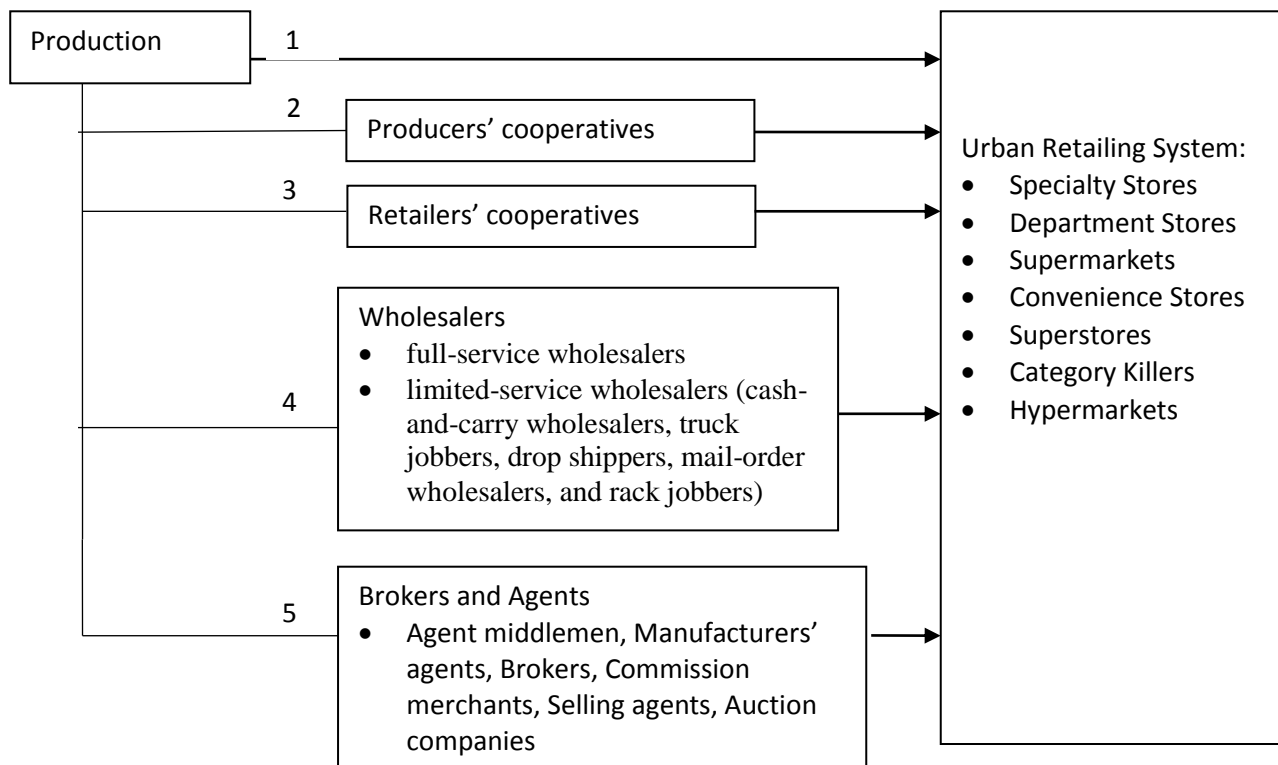 Production
1
2
Producers’ cooperatives
3
Retailers’ cooperatives
4
Wholesalers
• full-service wholesalers
• limited-service wholesalers (cash-
and-carry wholesalers, truck
jobbers, drop shippers, mail-order
wholesalers, and rack jobbers)
5
Brokers and Agents
• Agent middlemen, Manufacturers’
agents, Brokers, Commission
merchants, Selling agents, Auction
companies
Urban Retailing System:
• Specialty Stores
• Department Stores
• Supermarkets
• Convenience Stores
• Superstores
• Category Killers
• Hypermarkets